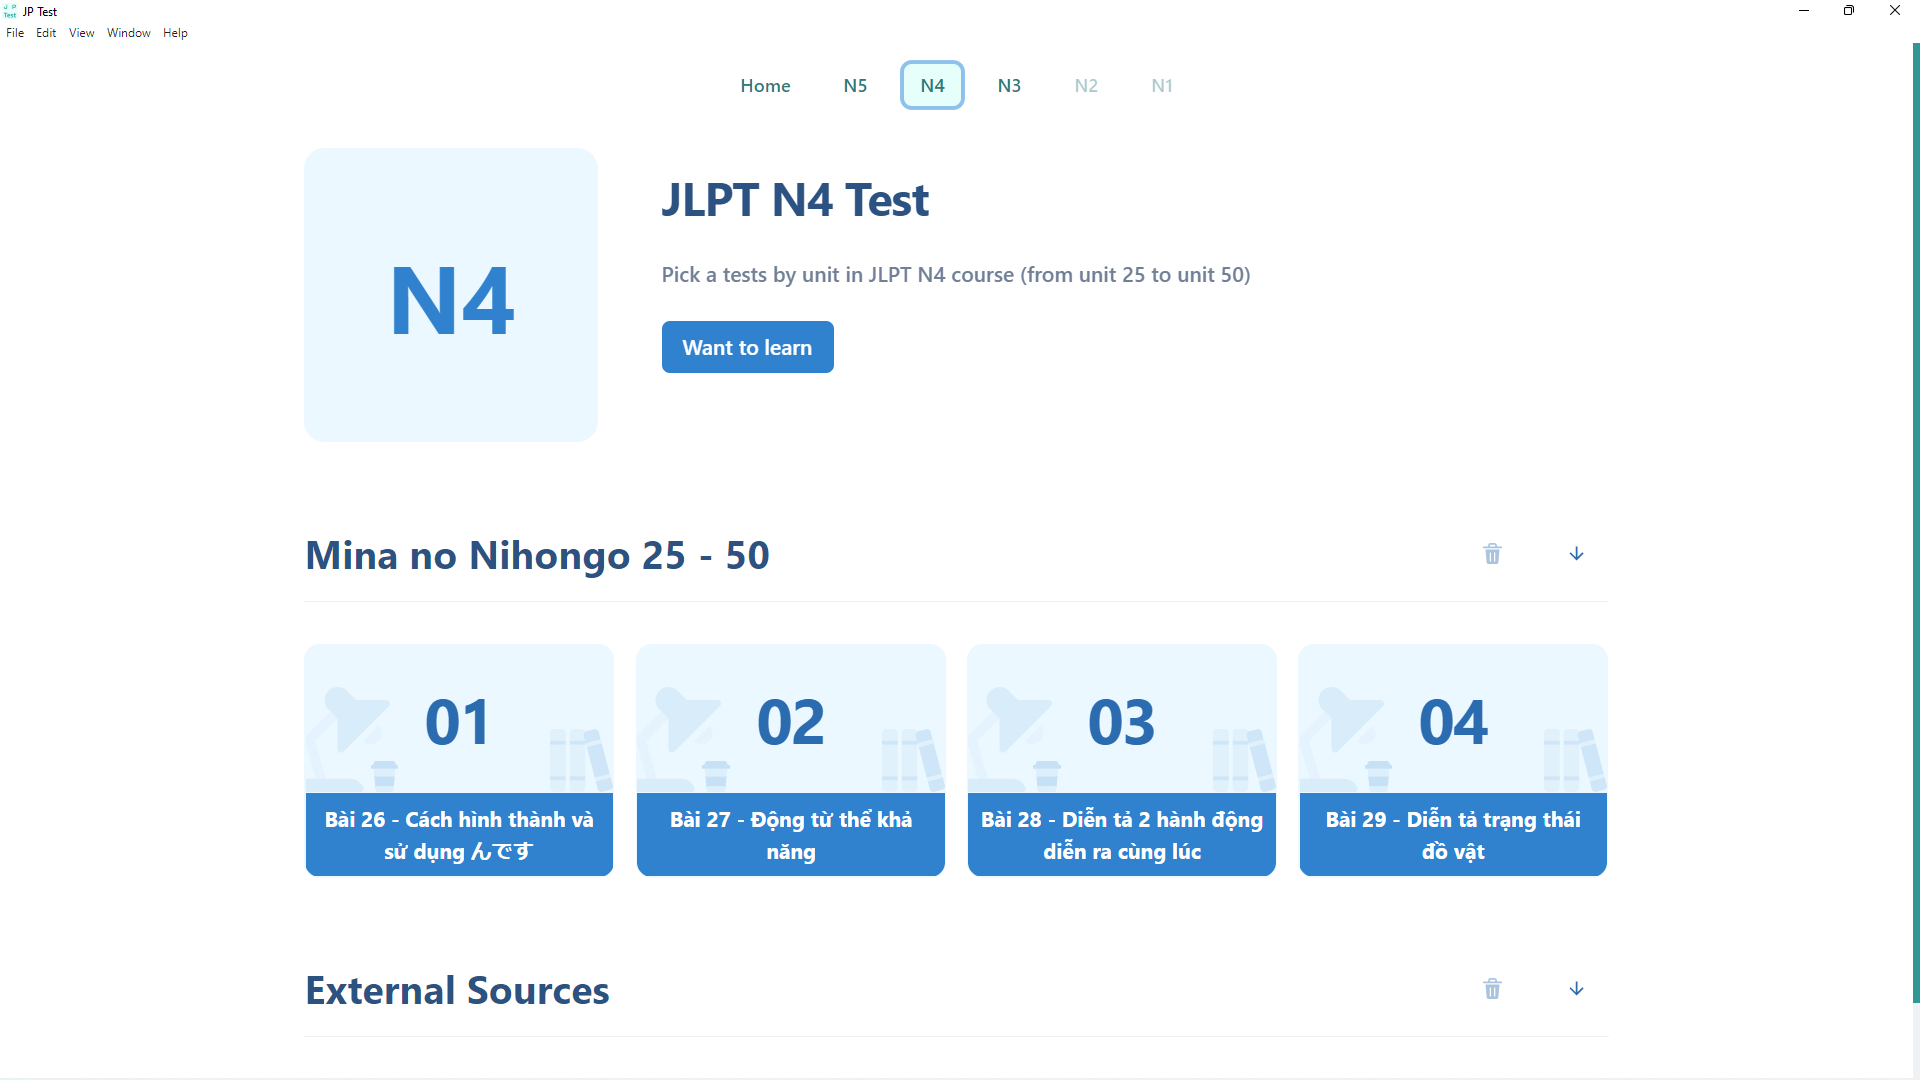 JP Test
File Edit View Window Help
Home N5 N4 N3 N2 N1
N4
JLPT N4 Test
Pick a tests by unit in JLPT N4 course (from unit 25 to unit 50)
Want to learn
Mina no Nihongo 25 - 50
01
Bài 26 - Cách hình thành và
sử dụng んです
02
Bài 27 - Động từ thể khả
năng
03
Bài 28 - Diễn tả 2 hành động
diễn ra cùng lúc
04
Bài 29 - Diễn tả trạng thái
đồ vật
External Sources